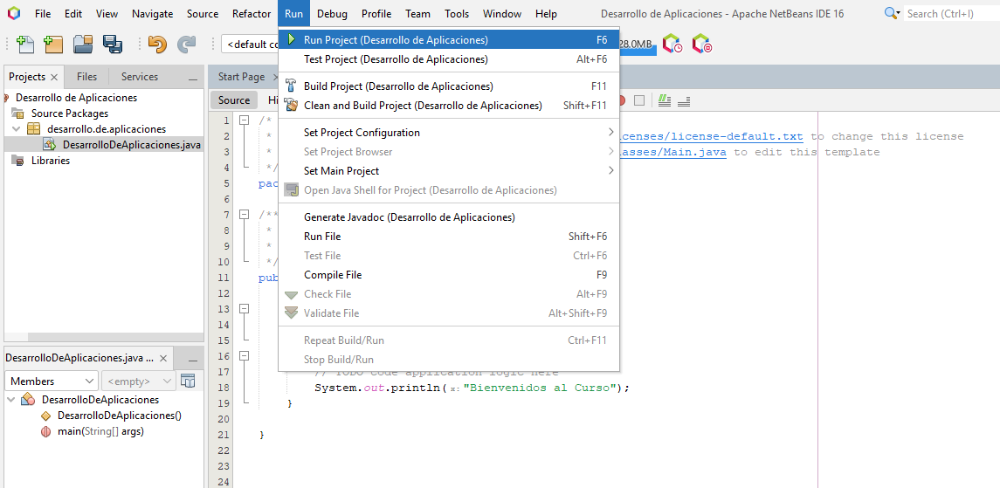 File Edit View Navigate Source Refactor Run Debug Profile Team Tools Window Help Desarrollo de Aplicaciones - Apache NetBeans IDE 16 Search (Ctrl+I)
<default co 28.0MB
Run Project (Desarrollo de Aplicaciones) F6
Test Project (Desarrollo de Aplicaciones) Alt+F6
Build Project (Desarrollo de Aplicaciones) F11
Clean and Build Project (Desarrollo de Aplicaciones) Shift+F11
Set Project Configuration
Set Project Browser
Set Main Project
Open Java Shell for Project (Desarrollo de Aplicaciones)
Generate Javadoc (Desarrollo de Aplicaciones)
Run File Shift+F6
Test File Ctrl+F6
Compile File F9
Check File Alt+F9
Validate File Alt+Shift+F9
Repeat Build/Run Ctrl+F11
Stop Build/Run
Projects Files Services
Desarrollo de Aplicaciones
Source Packages
desarrollo.de.aplicaciones
DesarrolloDeAplicaciones.java
Libraries
DesarrolloDeAplicaciones.java ...
Members <empty>
DesarrolloDeAplicaciones
DesarrolloDeAplicaciones()
main(String[] args)
Start Page
Source Hi
1 /*
2 * icenses/license-default.txt to change this license
3 * lasses/Main.java to edit this template
4 */
5 pac
6
7 /**
8 *
9 *
10 */
11 pub
12
13
14
15
16
17 // TODO code application logic here
18 System.out.println(x:"Bienvenidos al Curso");
19 }
20
21 }
22
23
24